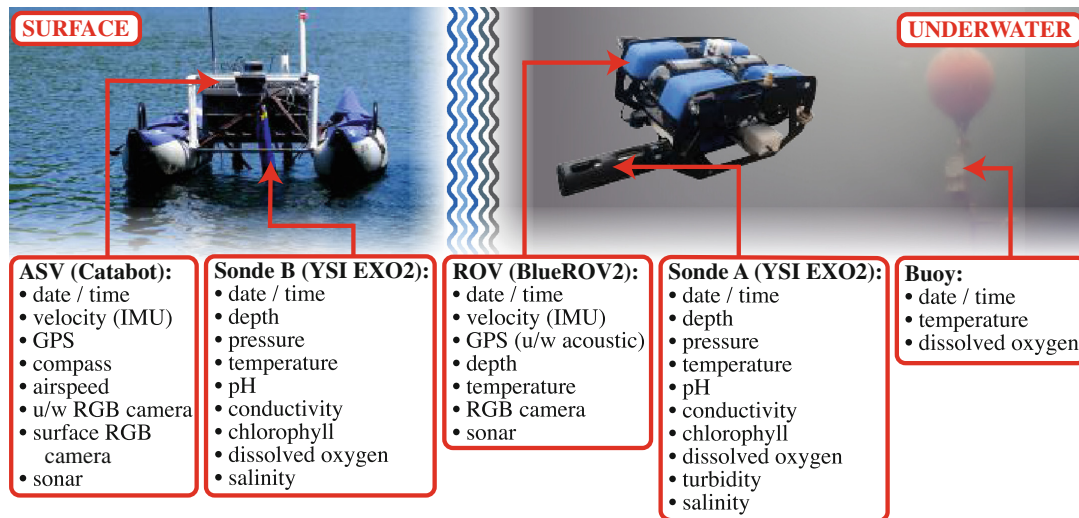 SURFACE
UNDERWATER
ASV (Catabot):
• date / time
• velocity (IMU)
• GPS
• compass
• airspeed
• u/w RGB camera
• surface RGB
camera
• sonar
Sonde B (YSI EXO2):
• date / time
• depth
• pressure
• temperature
• pH
• conductivity
• chlorophyll
• dissolved oxygen
• salinity
ROV (BlueROV2):
• date / time
• velocity (IMU)
• GPS (u/w acoustic)
• depth
• temperature
• RGB camera
• sonar
Sonde A (YSI EXO2):
• date / time
• depth
• pressure
• temperature
• pH
• conductivity
• chlorophyll
• dissolved oxygen
• turbidity
• salinity
Buoy:
• date / time
• temperature
• dissolved oxygen